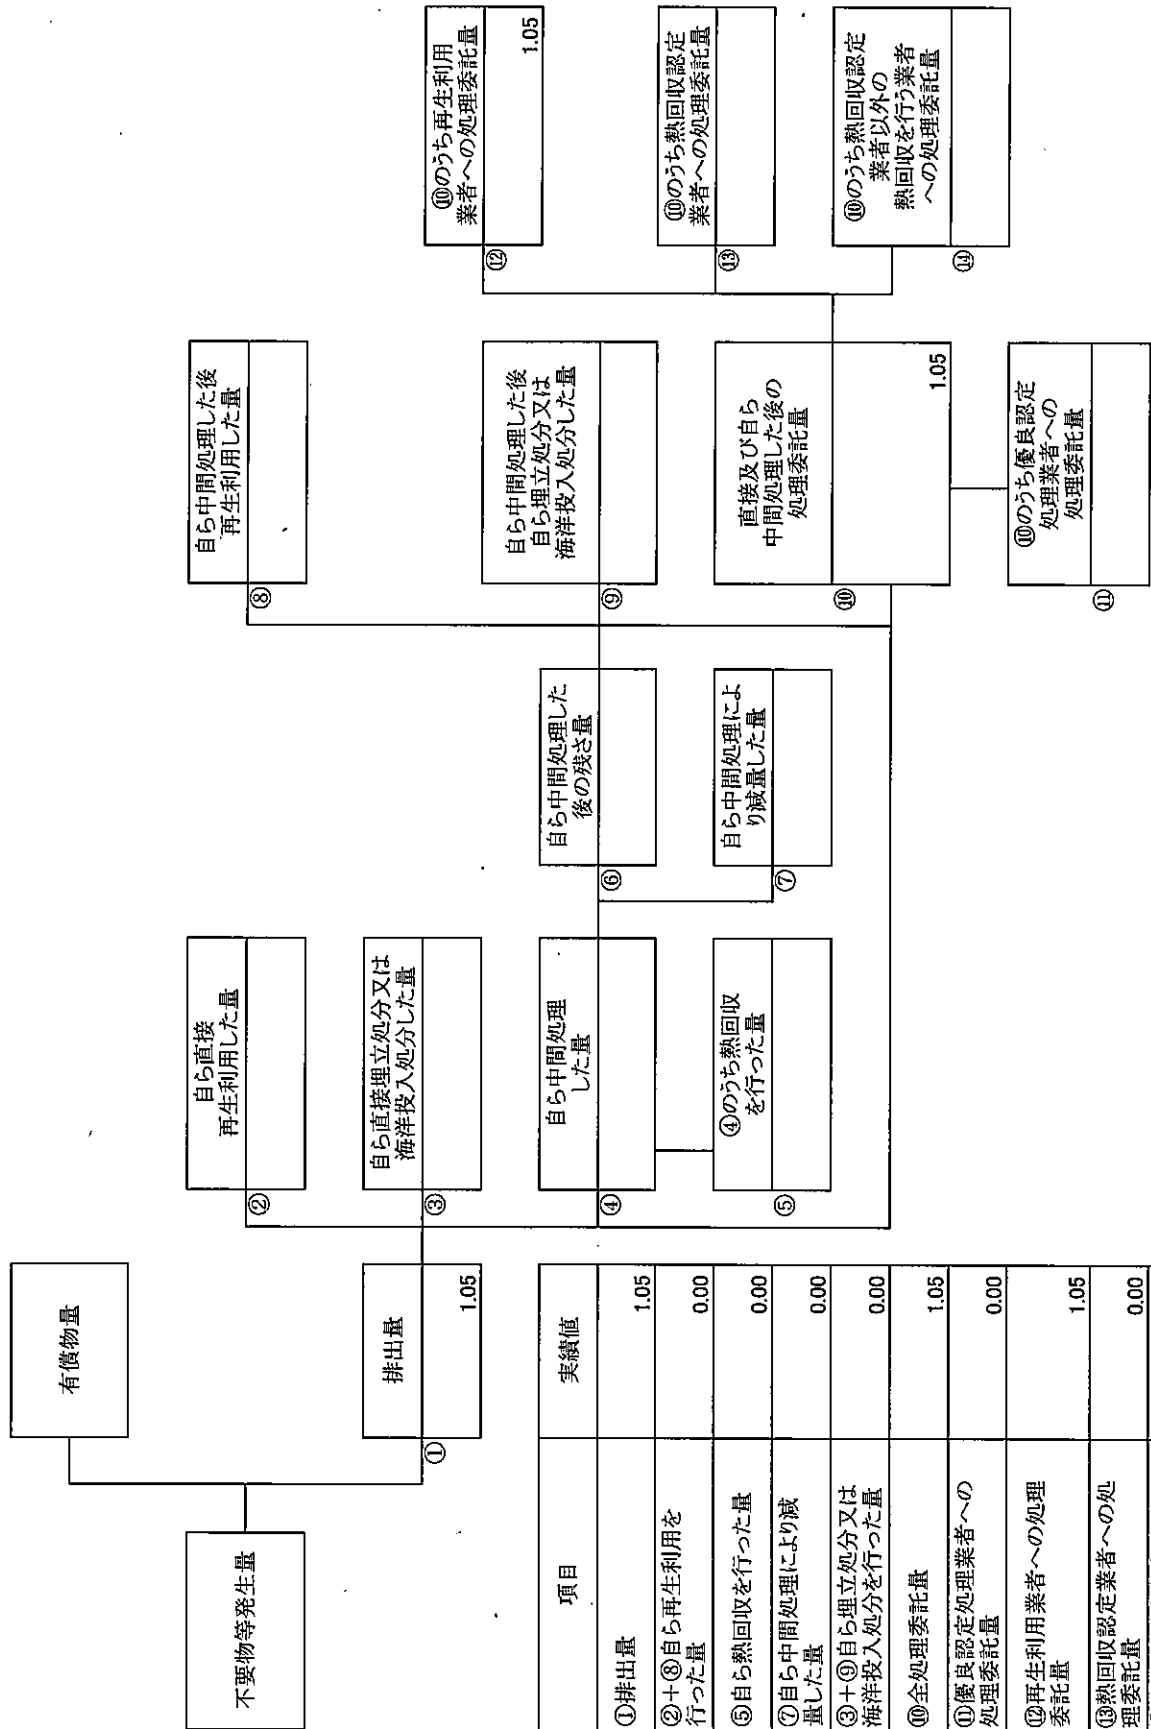 不要物等発生量
有償物量
排出量
①
1.05
自ら直接
再生利用した量
②
自ら直接埋立処分又は
海洋投入処分した量
③
自ら中間処理
した量
④
④のうち熱回収
を行った量
⑤
自ら中間処理した
後の残さ量
⑥
自ら中間処理によ
り減量した量
⑦
自ら中間処理した後
再生利用した量
⑧
自ら中間処理した後
自ら埋立処分又は
海洋投入処分した量
⑨
直接及び自ら
中間処理した後の
処理委託量
⑩
1.05
⑩のうち優良認定
処理業者への
処理委託量
⑪
⑩のうち再生利用
業者への処理委託量
⑫
1.05
⑩のうち熱回収認定
業者への処理委託量
⑬
⑩のうち熱回収認定
業者以外の
熱回収を行う業者
への処理委託量
⑭
項目 実績値
①排出量 1.05
②+⑧自ら再生利用を
行った量 0.00
⑤自ら熱回収を行った量 0.00
⑦自ら中間処理により減
量した量 0.00
③+⑨自ら埋立処分又は
海洋投入処分を行った量 0.00
⑩全処理委託量 1.05
⑪優良認定処理業者への
処理委託量 0.00
⑫再生利用業者への処理
委託量 1.05
⑬熱回収認定業者への処
理委託量 0.00